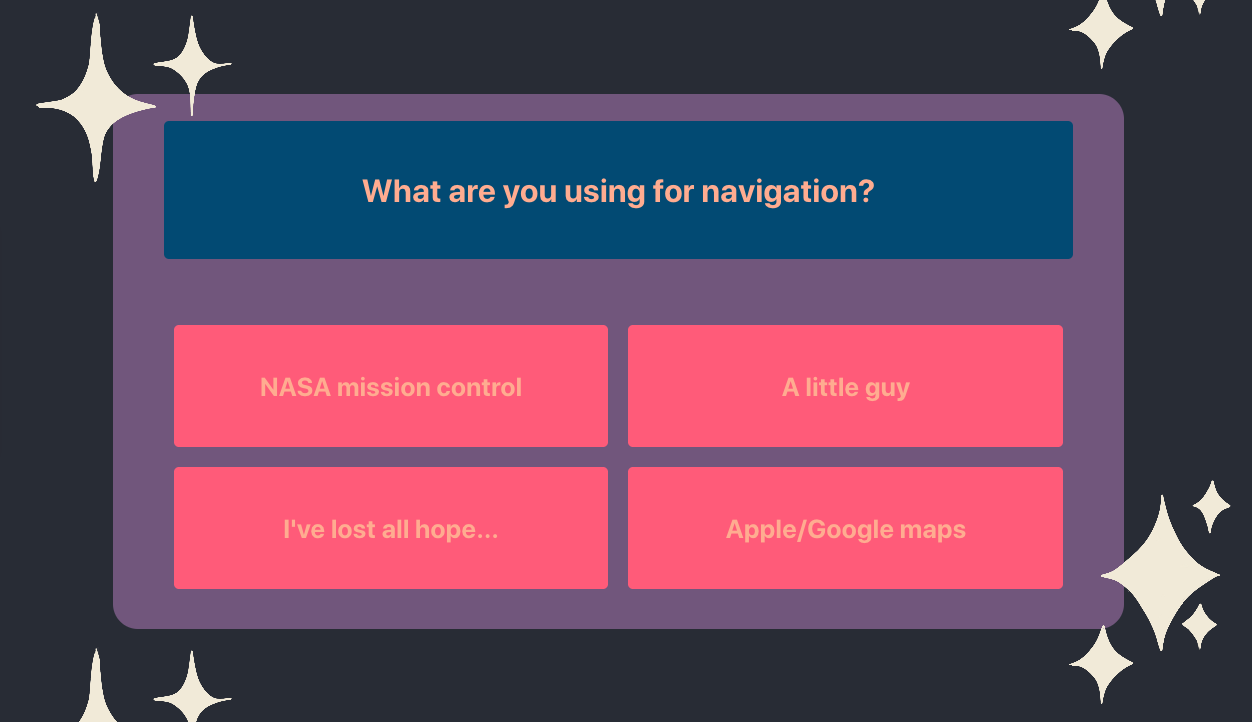 What are you using for navigation?
NASA mission control
A little guy
I've lost all hope...
Apple/Google maps